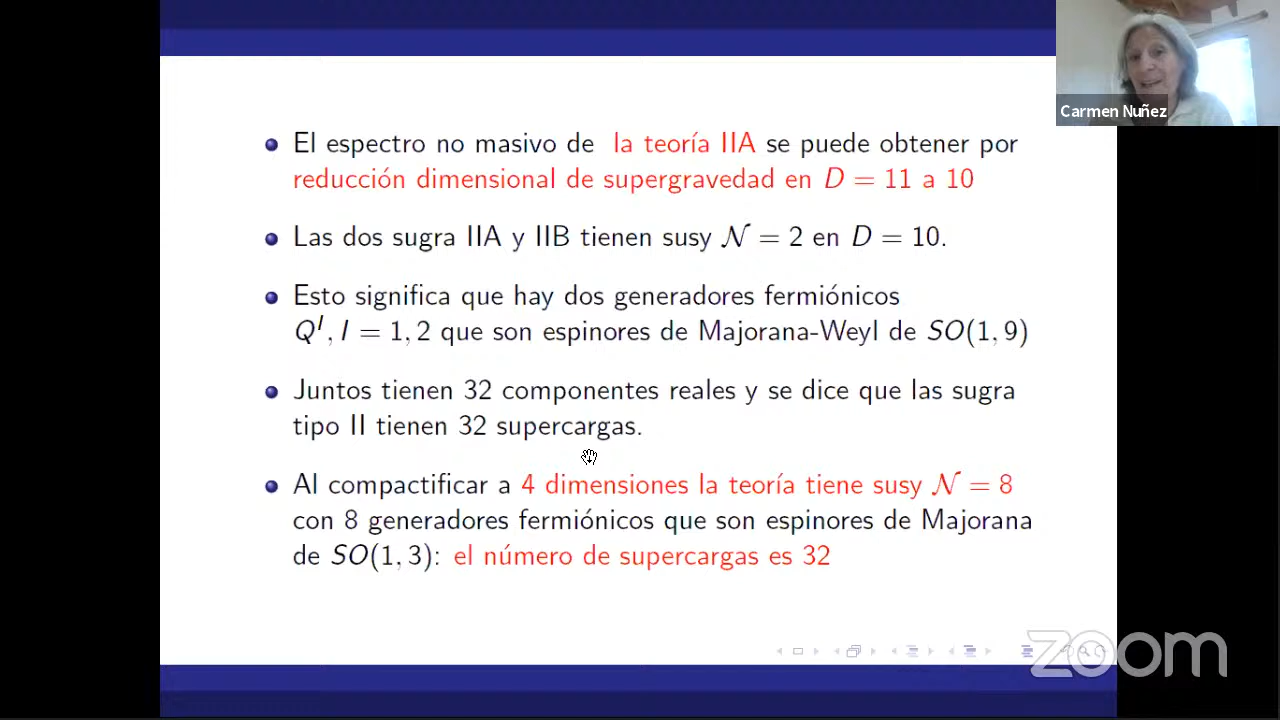 Carmen Nuñez
El espectro no masivo de la teoría IIA se puede obtener por
reducción dimensional de supergravedad en D = 11 a 10
Las dos sugra IIA y IIB tienen susy 𝒩 = 2 en D = 10.
Esto significa que hay dos generadores fermiónicos
Qᴵ, I = 1, 2 que son espinores de Majorana-Weyl de SO(1, 9)
Juntos tienen 32 componentes reales y se dice que las sugra
tipo II tienen 32 supercargas.
Al compactificar a 4 dimensiones la teoría tiene susy 𝒩 = 8
con 8 generadores fermiónicos que son espinores de Majorana
de SO(1, 3): el número de supercargas es 32
zoom